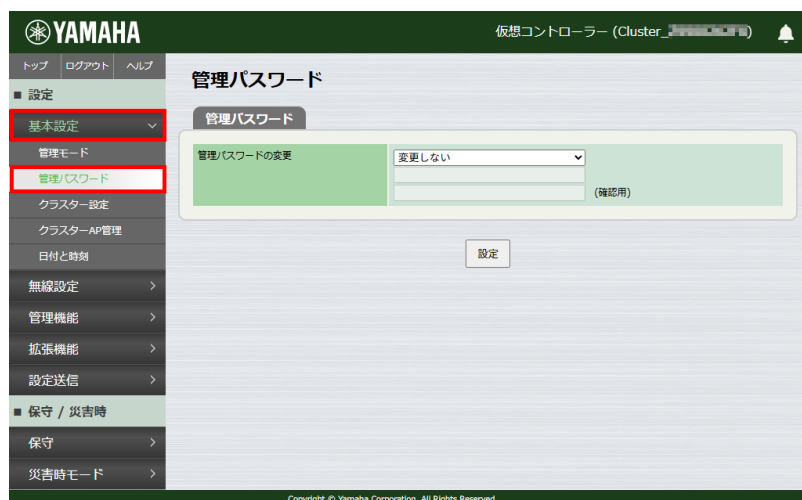 YAMAHA
仮想コントローラー (Cluster_
トップ ログアウト ヘルプ
■ 設定
基本設定
管理モード
管理パスワード
クラスター設定
クラスターAP管理
日付と時刻
無線設定
管理機能
拡張機能
設定送信
■ 保守 / 災害時
保守
災害時モード
管理パスワード
管理パスワード
管理パスワードの変更
変更しない
(確認用)
設定
Copyright © Yamaha Corporation. All Rights Reserved.